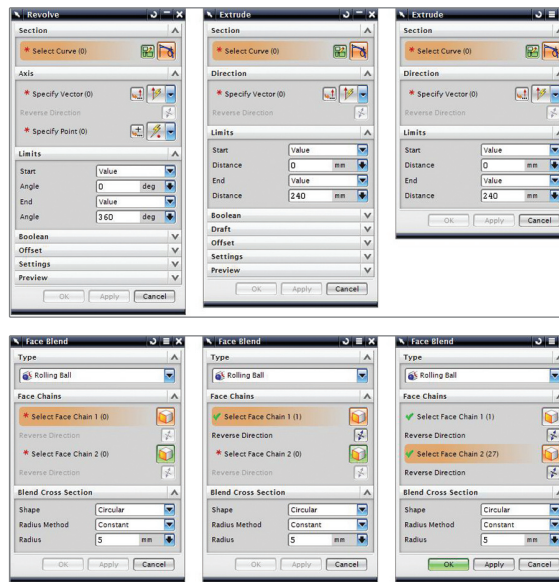 Revolve
Section
* Select Curve (0)
Axis
* Specify Vector (0)
Reverse Direction
* Specify Point (0)
Limits
Start Value
Angle 0 deg
End Value
Angle 360 deg
Boolean
Offset
Settings
Preview
OK Apply Cancel
Extrude
Section
* Select Curve (0)
Direction
* Specify Vector (0)
Reverse Direction
Limits
Start Value
Distance 0 mm
End Value
Distance 240 mm
Boolean
Draft
Offset
Settings
Preview
OK Apply Cancel
Extrude
Section
* Select Curve (0)
Direction
* Specify Vector (0)
Reverse Direction
Limits
Start Value
Distance 0 mm
End Value
Distance 240 mm
OK Apply Cancel
Face Blend
Type
Rolling Ball
Face Chains
* Select Face Chain 1 (0)
Reverse Direction
* Select Face Chain 2 (0)
Reverse Direction
Blend Cross Section
Shape Circular
Radius Method Constant
Radius 5 mm
OK Apply Cancel
Face Blend
Type
Rolling Ball
Face Chains
Select Face Chain 1 (1)
Reverse Direction
* Select Face Chain 2 (0)
Reverse Direction
Blend Cross Section
Shape Circular
Radius Method Constant
Radius 5 mm
OK Apply Cancel
Face Blend
Type
Rolling Ball
Face Chains
Select Face Chain 1 (1)
Reverse Direction
Select Face Chain 2 (27)
Reverse Direction
Blend Cross Section
Shape Circular
Radius Method Constant
Radius 5 mm
OK Apply Cancel